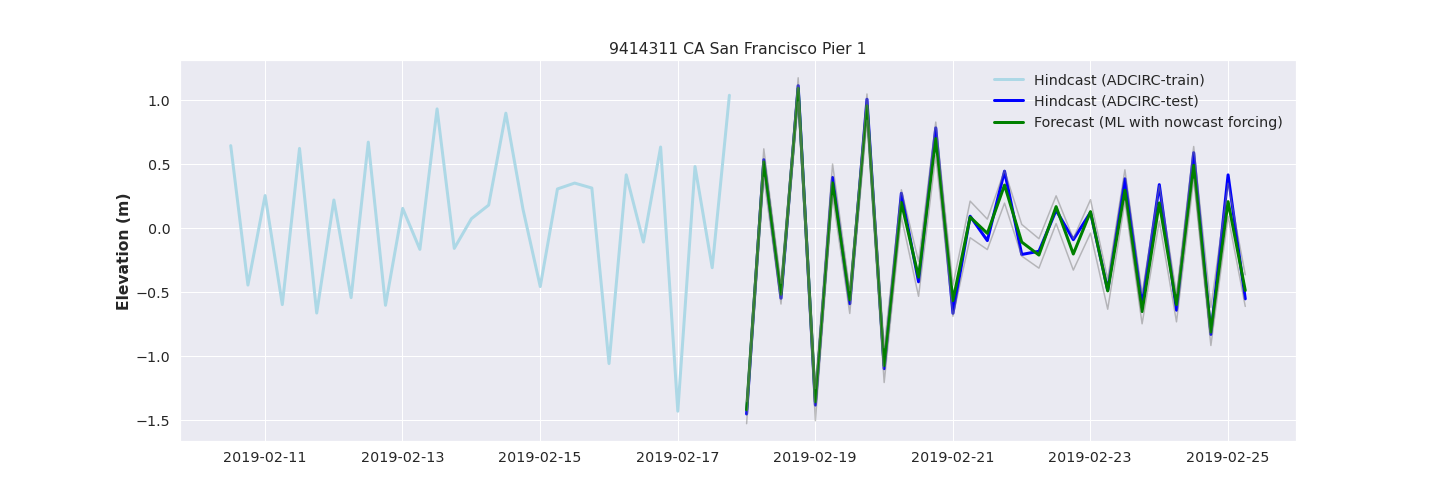 9414311 CA San Francisco Pier 1
Hindcast (ADCIRC-train)
Hindcast (ADCIRC-test)
Forecast (ML with nowcast forcing)
Elevation (m)
1.0
0.5
0.0
−0.5
−1.0
−1.5
2019-02-11 2019-02-13 2019-02-15 2019-02-17 2019-02-19 2019-02-21 2019-02-23 2019-02-25